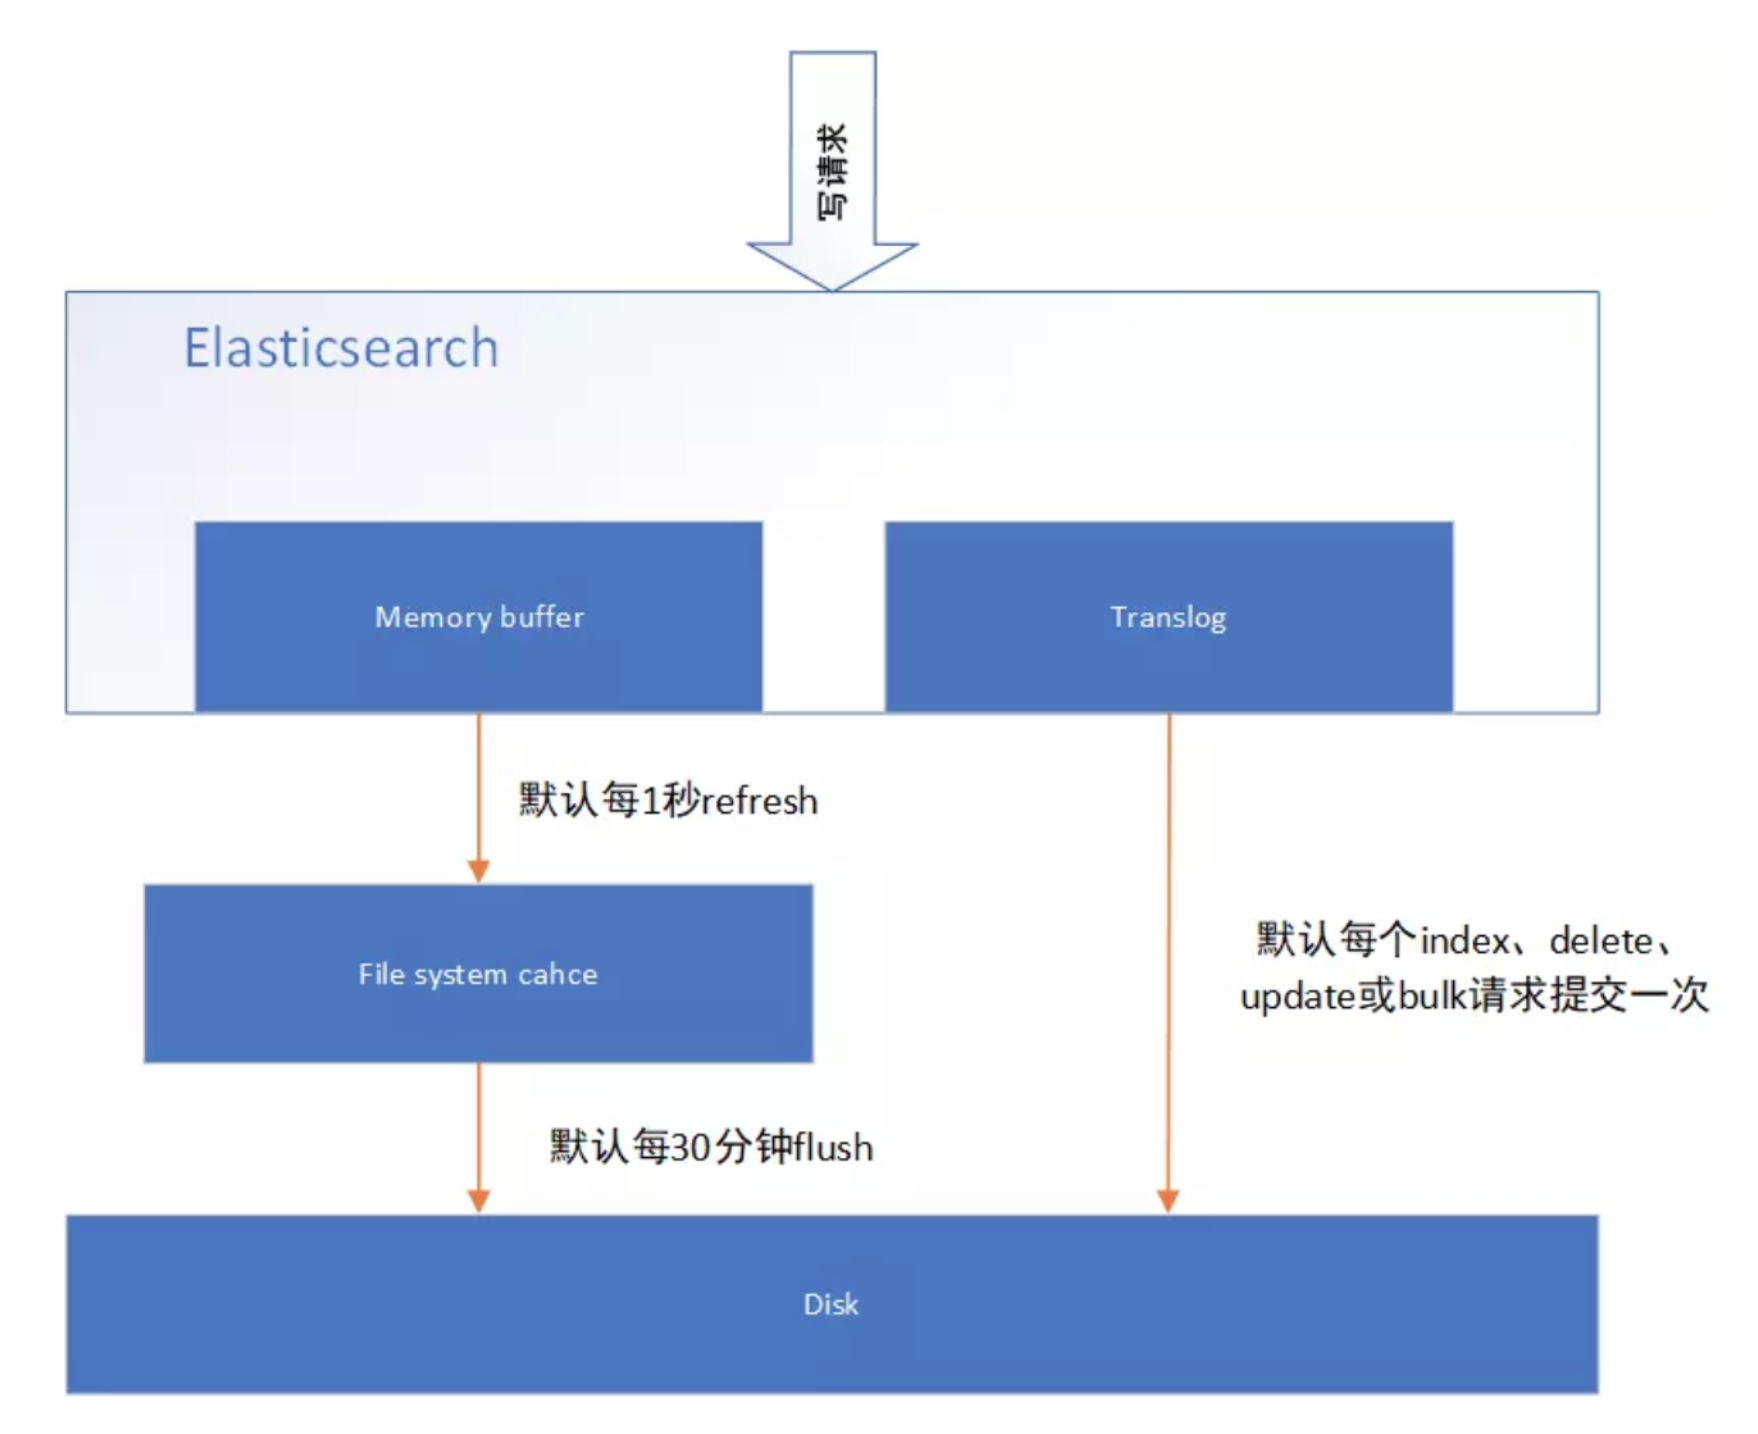 写请求
Elasticsearch
Memory buffer
Translog
默认每1秒refresh
File system cahce
默认每个index、delete、
update或bulk请求提交一次
默认每30分钟flush
Disk